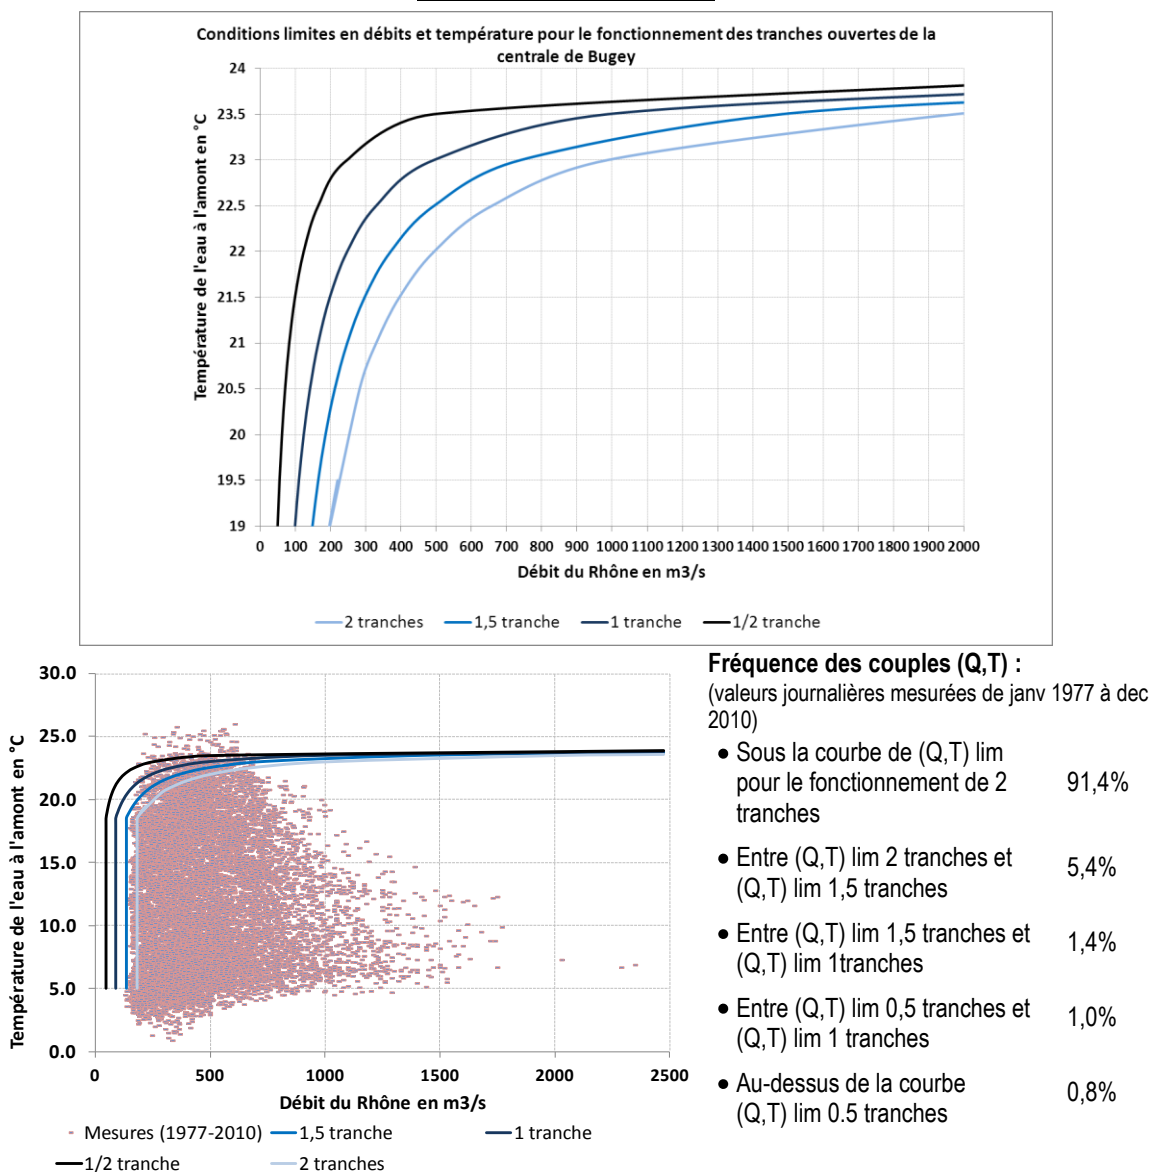 Conditions limites en débits et température pour le fonctionnement des tranches ouvertes de la
centrale de Bugey
Température de l'eau à l'amont en °C
24
23.5
23
22.5
22
21.5
21
20.5
20
19.5
19
0 100 200 300 400 500 600 700 800 900 1000 1100 1200 1300 1400 1500 1600 1700 1800 1900 2000
Débit du Rhône en m3/s
2 tranches 1,5 tranche 1 tranche 1/2 tranche
Température de l'eau à l'amont en °C
30.0
25.0
20.0
15.0
10.0
5.0
0.0
0 500 1000 1500 2000 2500
Débit du Rhône en m3/s
Mesures (1977-2010) 1,5 tranche 1 tranche
1/2 tranche 2 tranches
Fréquence des couples (Q,T) :
(valeurs journalières mesurées de janv 1977 à dec
2010)
• Sous la courbe de (Q,T) lim
pour le fonctionnement de 2 91,4%
tranches
• Entre (Q,T) lim 2 tranches et 5,4%
(Q,T) lim 1,5 tranches
• Entre (Q,T) lim 1,5 tranches et 1,4%
(Q,T) lim 1tranches
• Entre (Q,T) lim 0,5 tranches et 1,0%
(Q,T) lim 1 tranches
• Au-dessus de la courbe 0,8%
(Q,T) lim 0.5 tranches